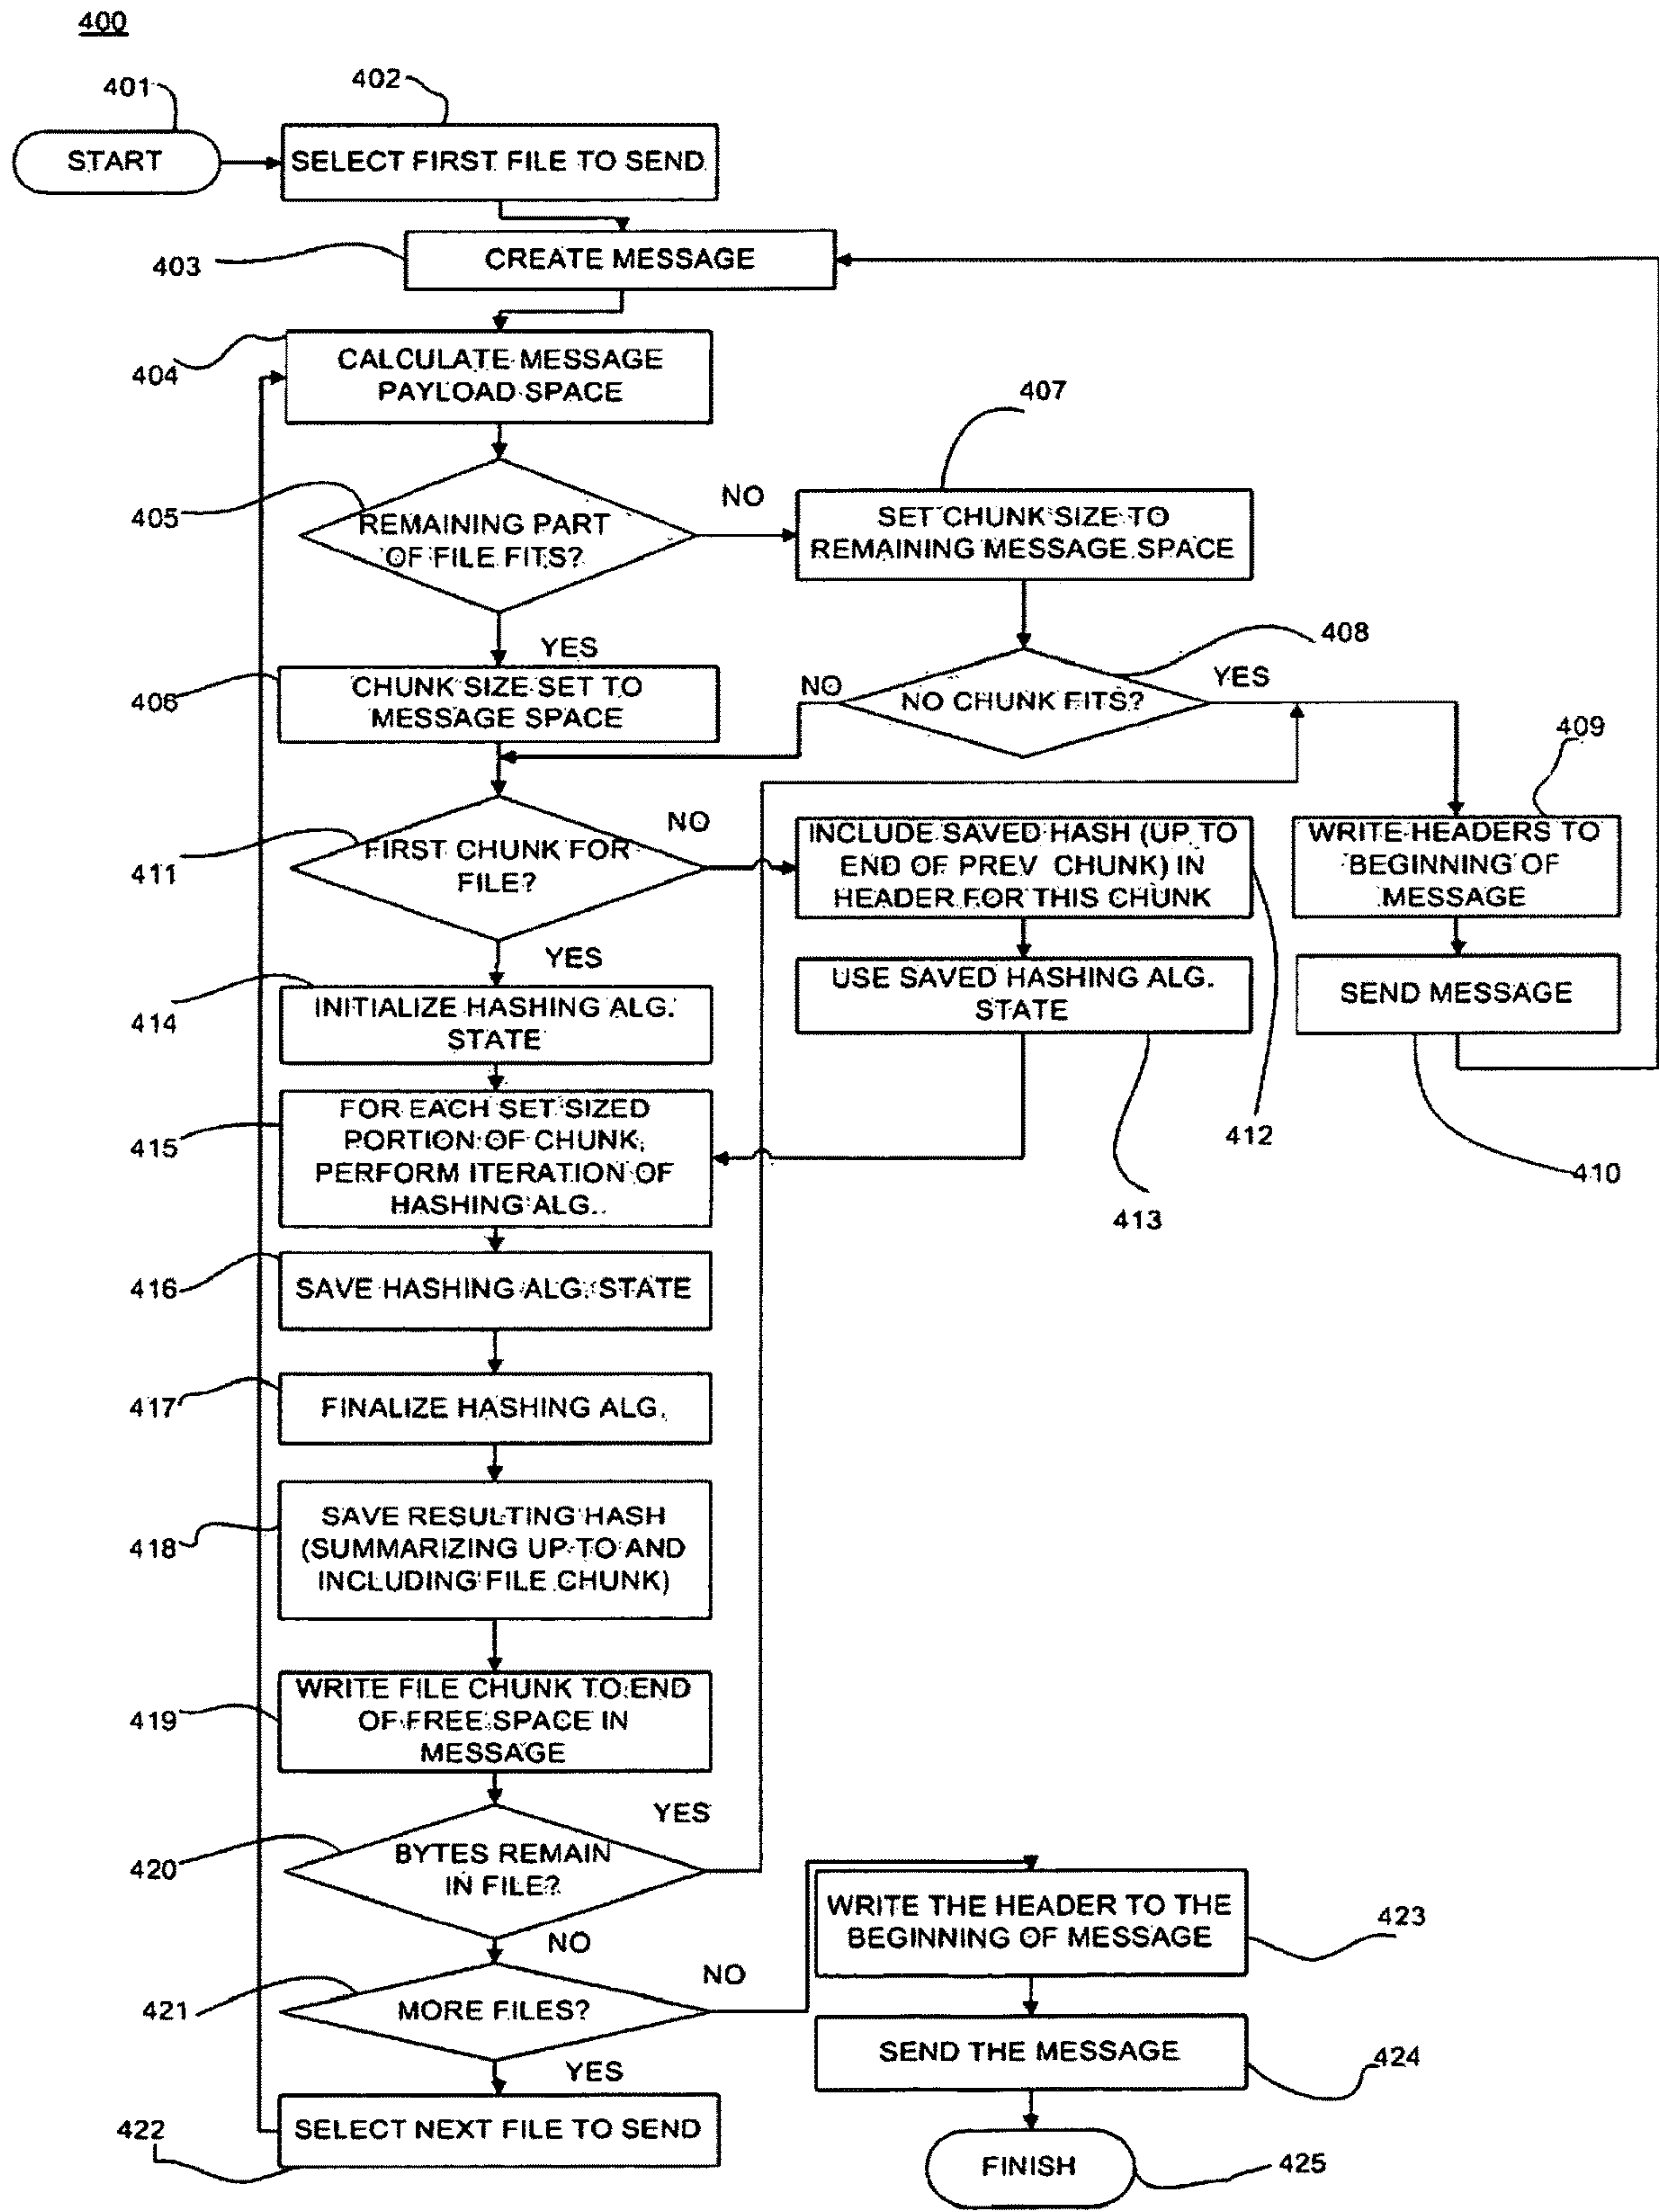 400
401
402
START
SELECT FIRST FILE TO SEND
403
CREATE MESSAGE
404
CALCULATE MESSAGE
PAYLOAD SPACE
407
405
REMAINING PART
OF FILE FITS?
NO
SET CHUNK SIZE TO
REMAINING MESSAGE SPACE
YES
408
406
CHUNK SIZE SET TO
MESSAGE SPACE
NO
NO CHUNK FITS?
YES
409
411
FIRST CHUNK FOR
FILE?
NO
INCLUDE SAVED HASH (UP TO
END OF PREV CHUNK) IN
HEADER FOR THIS CHUNK
WRITE HEADERS TO
BEGINNING OF
MESSAGE
YES
414
INITIALIZE HASHING ALG.
STATE
USE SAVED HASHING ALG.
STATE
SEND MESSAGE
415
FOR EACH SET SIZED
PORTION OF CHUNK,
PERFORM ITERATION OF
HASHING ALG..
412
410
413
416
SAVE HASHING ALG. STATE
417
FINALIZE HASHING ALG.
418
SAVE RESULTING HASH
(SUMMARIZING UP TO AND
INCLUDING FILE CHUNK)
419
WRITE FILE CHUNK TO END
OF FREE SPACE IN
MESSAGE
420
BYTES REMAIN
IN FILE?
YES
NO
WRITE THE HEADER TO THE
BEGINNING OF MESSAGE
423
421
MORE FILES?
NO
YES
SEND THE MESSAGE
424
422
SELECT NEXT FILE TO SEND
FINISH
425